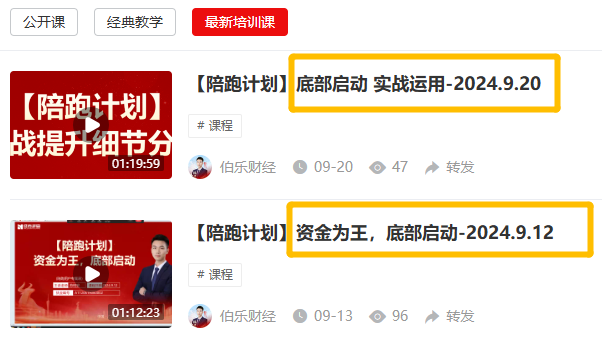 公开课
经典教学
最新培训课
【陪跑计划】底部启动 实战运用-2024.9.20
【陪跑计划】
战提升细节分
01:19:59
# 课程
伯乐财经 09-20 47 转发
【陪跑计划】资金为王，底部启动-2024.9.12
【陪跑计划】
资金为王，底部启动
01:12:23
# 课程
伯乐财经 09-13 96 转发